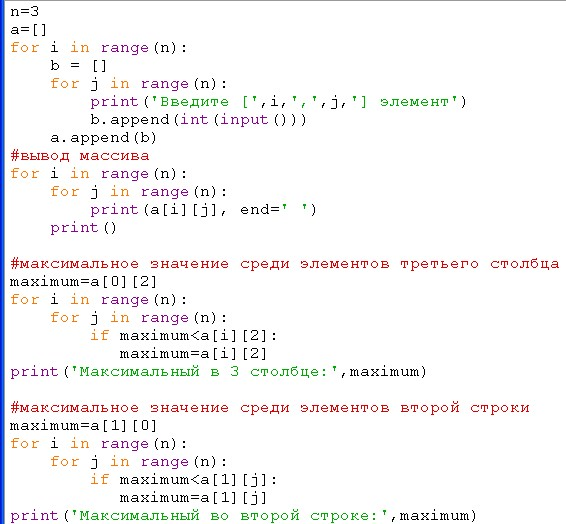 n=3
a=[]
for i in range(n):
    b = []
    for j in range(n):
        print('Введите [',i,',',j,'] элемент')
        b.append(int(input()))
    a.append(b)
#вывод массива
for i in range(n):
    for j in range(n):
        print(a[i][j], end=' ')
    print()

#максимальное значение среди элементов третьего столбца
maximum=a[0][2]
for i in range(n):
    for j in range(n):
        if maximum<a[i][2]:
           maximum=a[i][2]
print('Максимальный в 3 столбце:',maximum)

#максимальное значение среди элементов второй строки
maximum=a[1][0]
for i in range(n):
    for j in range(n):
        if maximum<a[1][j]:
           maximum=a[1][j]
print('Максимальный во второй строке:',maximum)